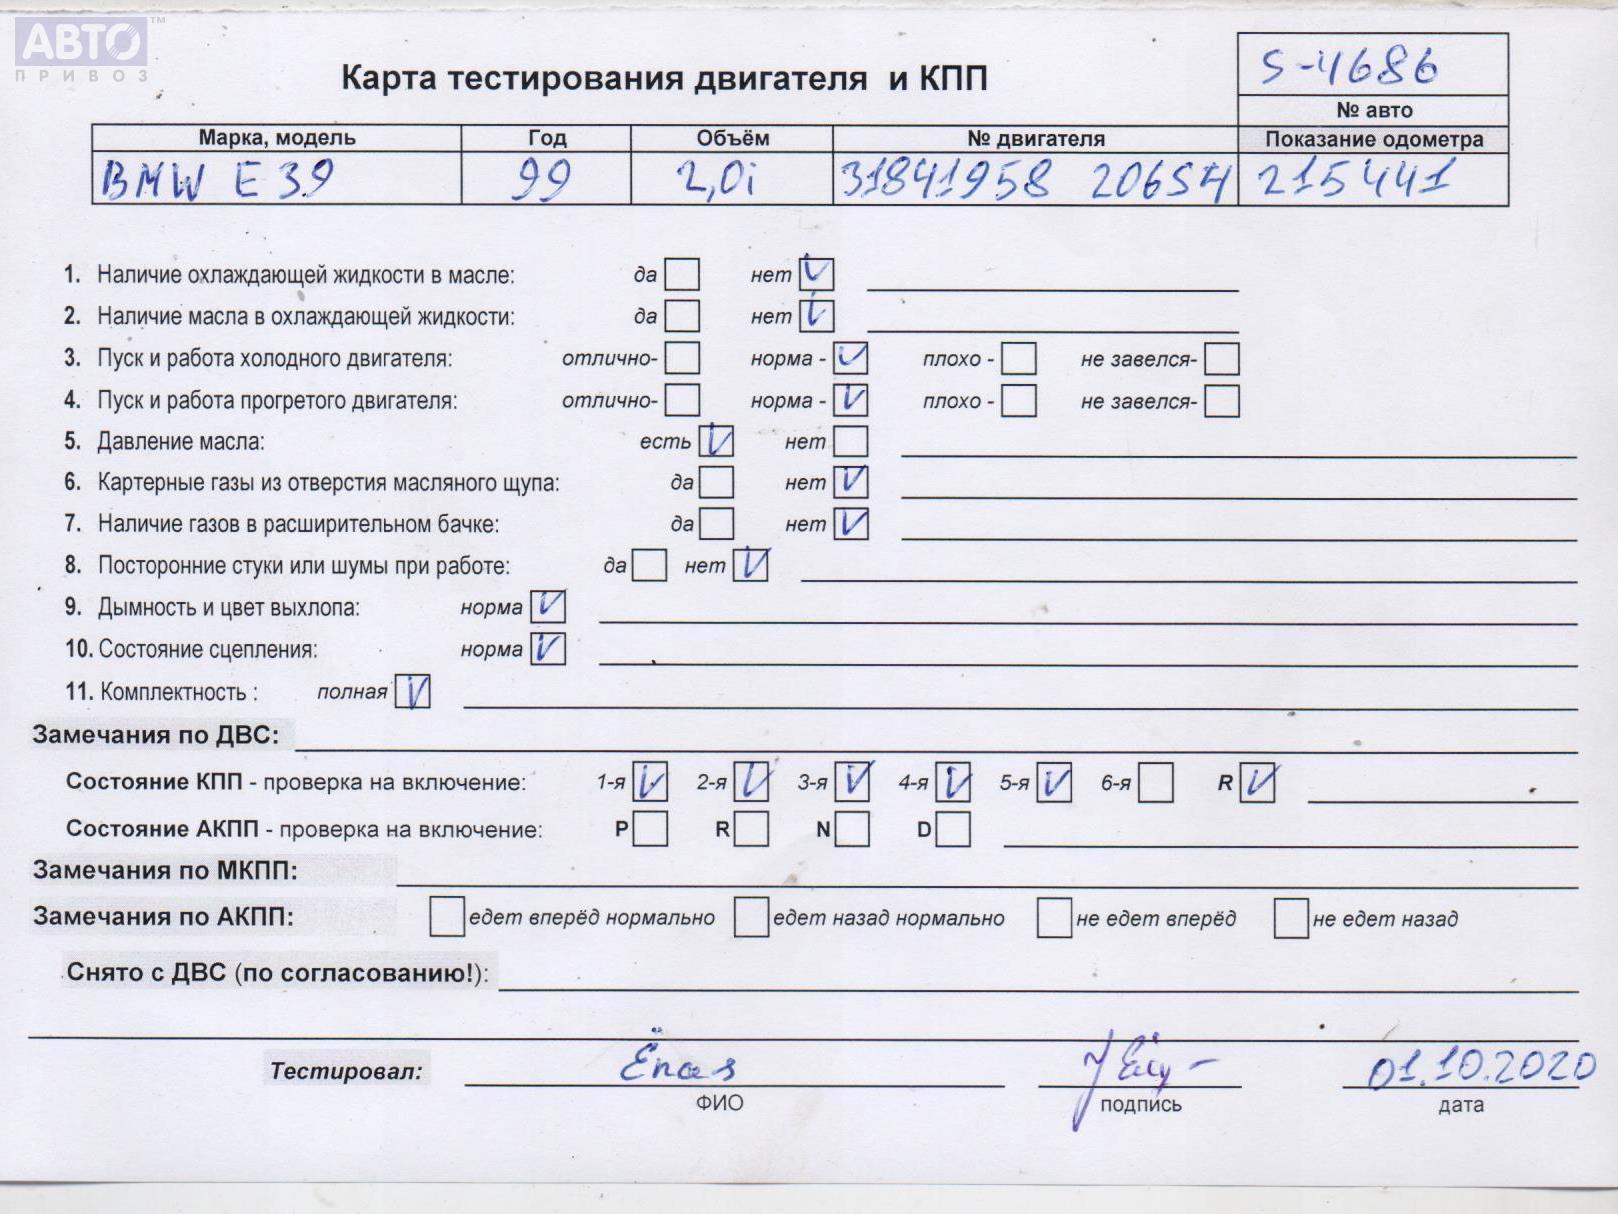 АВТО™
ПРИВОЗ
Карта тестирования двигателя и КПП
S-4686
№ авто
Марка, модель Год Объём № двигателя Показание одометра
BMW E39 99 2,0i 31841958 206S4 215441
1. Наличие охлаждающей жидкости в масле: да нет V
2. Наличие масла в охлаждающей жидкости: да нет V
3. Пуск и работа холодного двигателя: отлично- норма - V плохо - не завелся-
4. Пуск и работа прогретого двигателя: отлично- норма - V плохо - не завелся-
5. Давление масла: есть V нет
6. Картерные газы из отверстия масляного щупа: да нет V
7. Наличие газов в расширительном бачке: да нет V
8. Посторонние стуки или шумы при работе: да нет V
9. Дымность и цвет выхлопа: норма V
10. Состояние сцепления: норма V
11. Комплектность : полная V
Замечания по ДВС:
Состояние КПП - проверка на включение: 1-я V 2-я V 3-я V 4-я V 5-я V 6-я R V
Состояние АКПП - проверка на включение: P R N D
Замечания по МКПП:
Замечания по АКПП: едет вперёд нормально едет назад нормально не едет вперёд не едет назад
Снято с ДВС (по согласованию!):
Тестировал: 01.10.2020
ФИО подпись дата